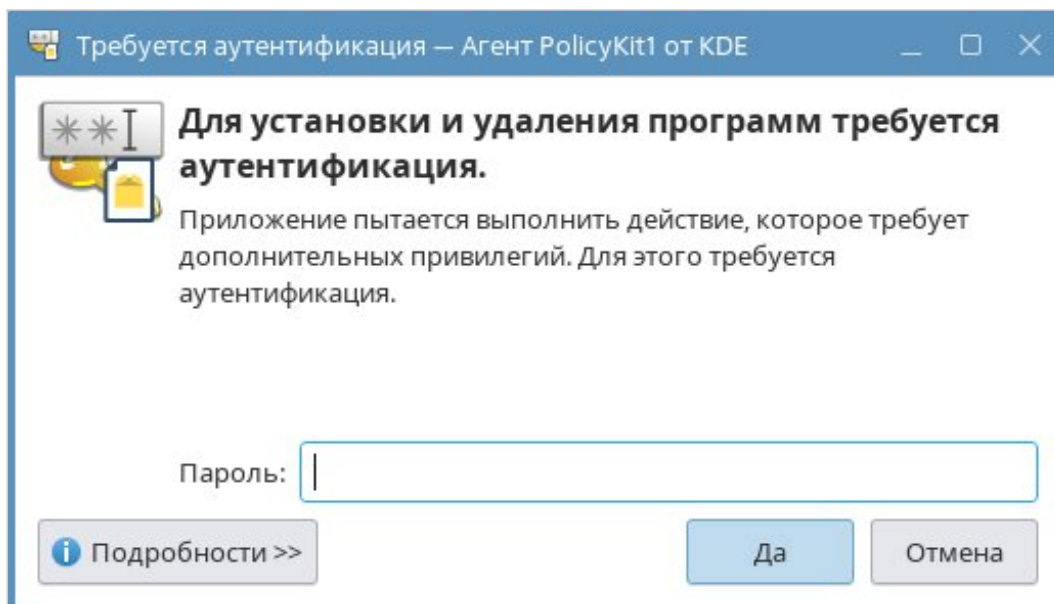 Требуется аутентификация — Агент PolicyKit1 от KDE
Для установки и удаления программ требуется
аутентификация.
Приложение пытается выполнить действие, которое требует
дополнительных привилегий. Для этого требуется
аутентификация.
Пароль:
Подробности >>
Да
Отмена